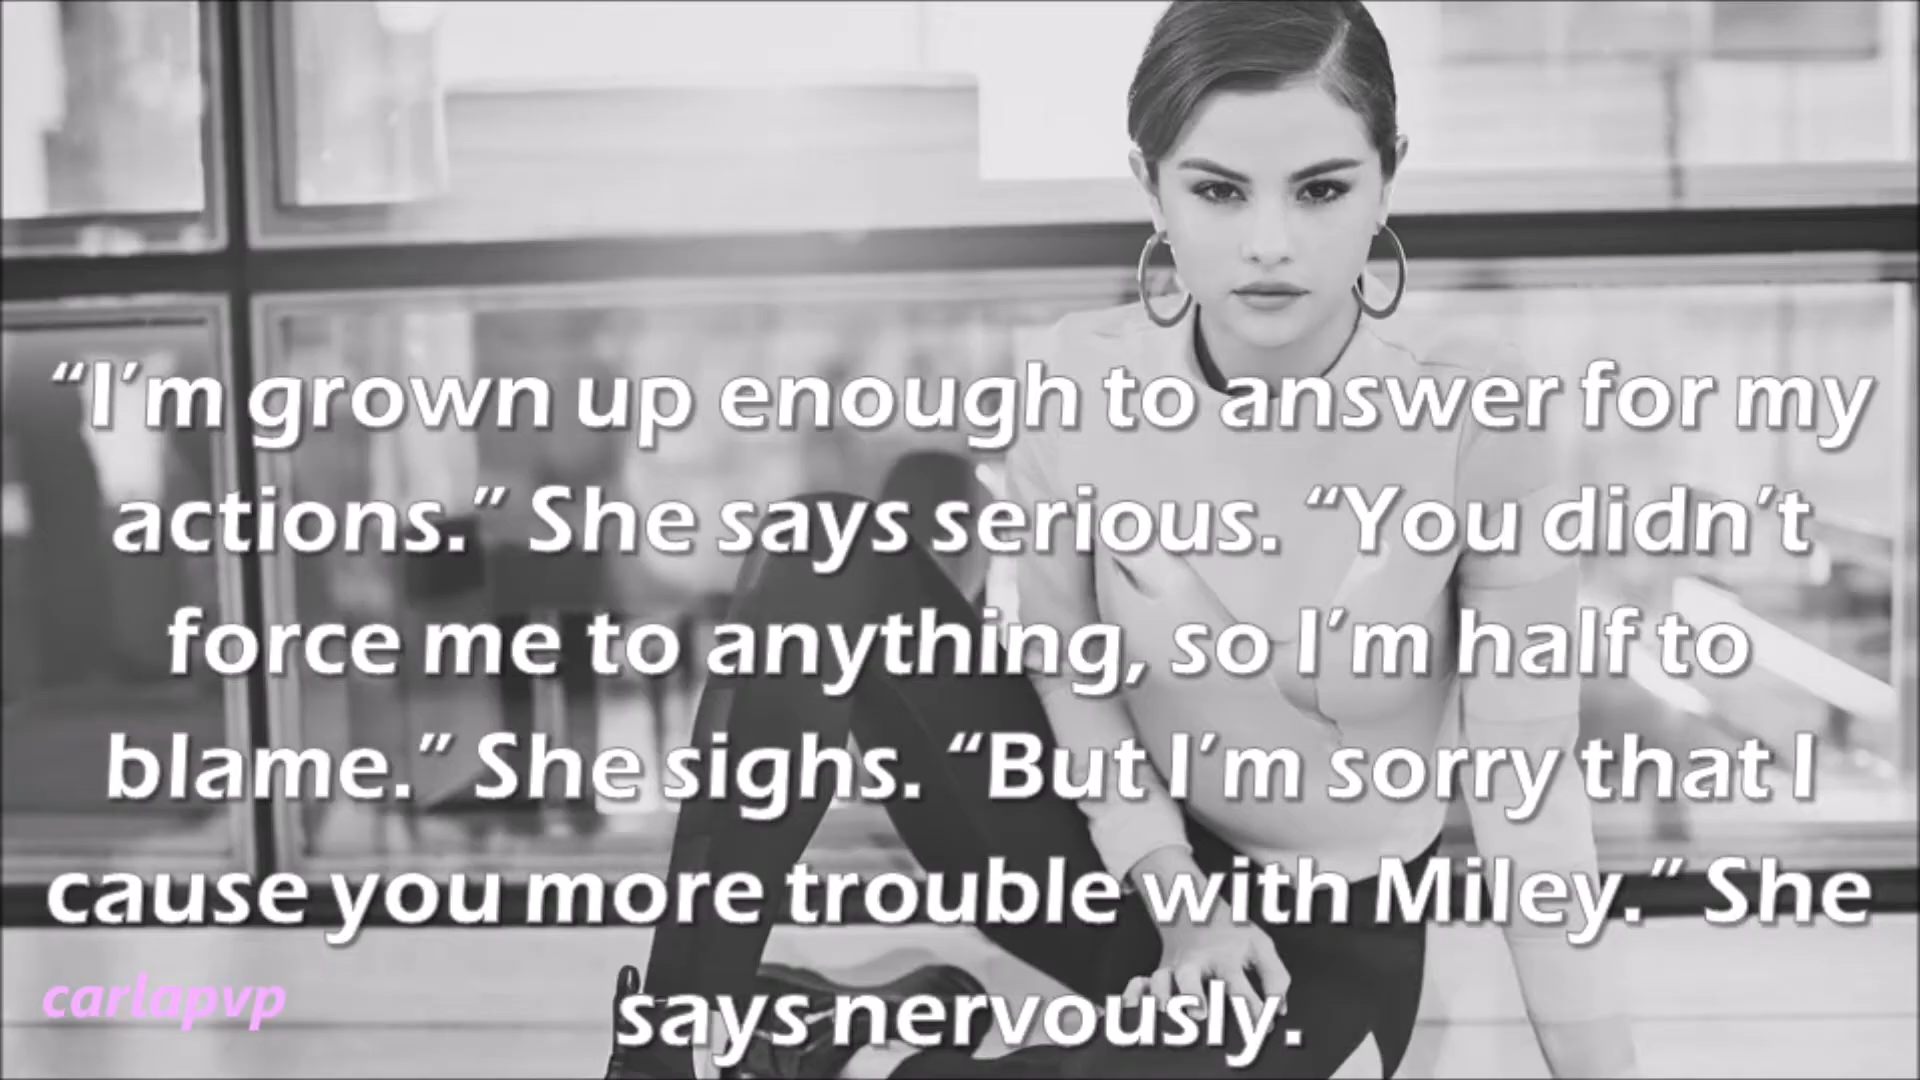 “I’m grown up enough to answer for my
actions.” She says serious. “You didn’t
force me to anything, so I’m half to
blame.” She sighs. “But I’m sorry that I
cause you more trouble with Miley.” She
says nervously.
carlapvp